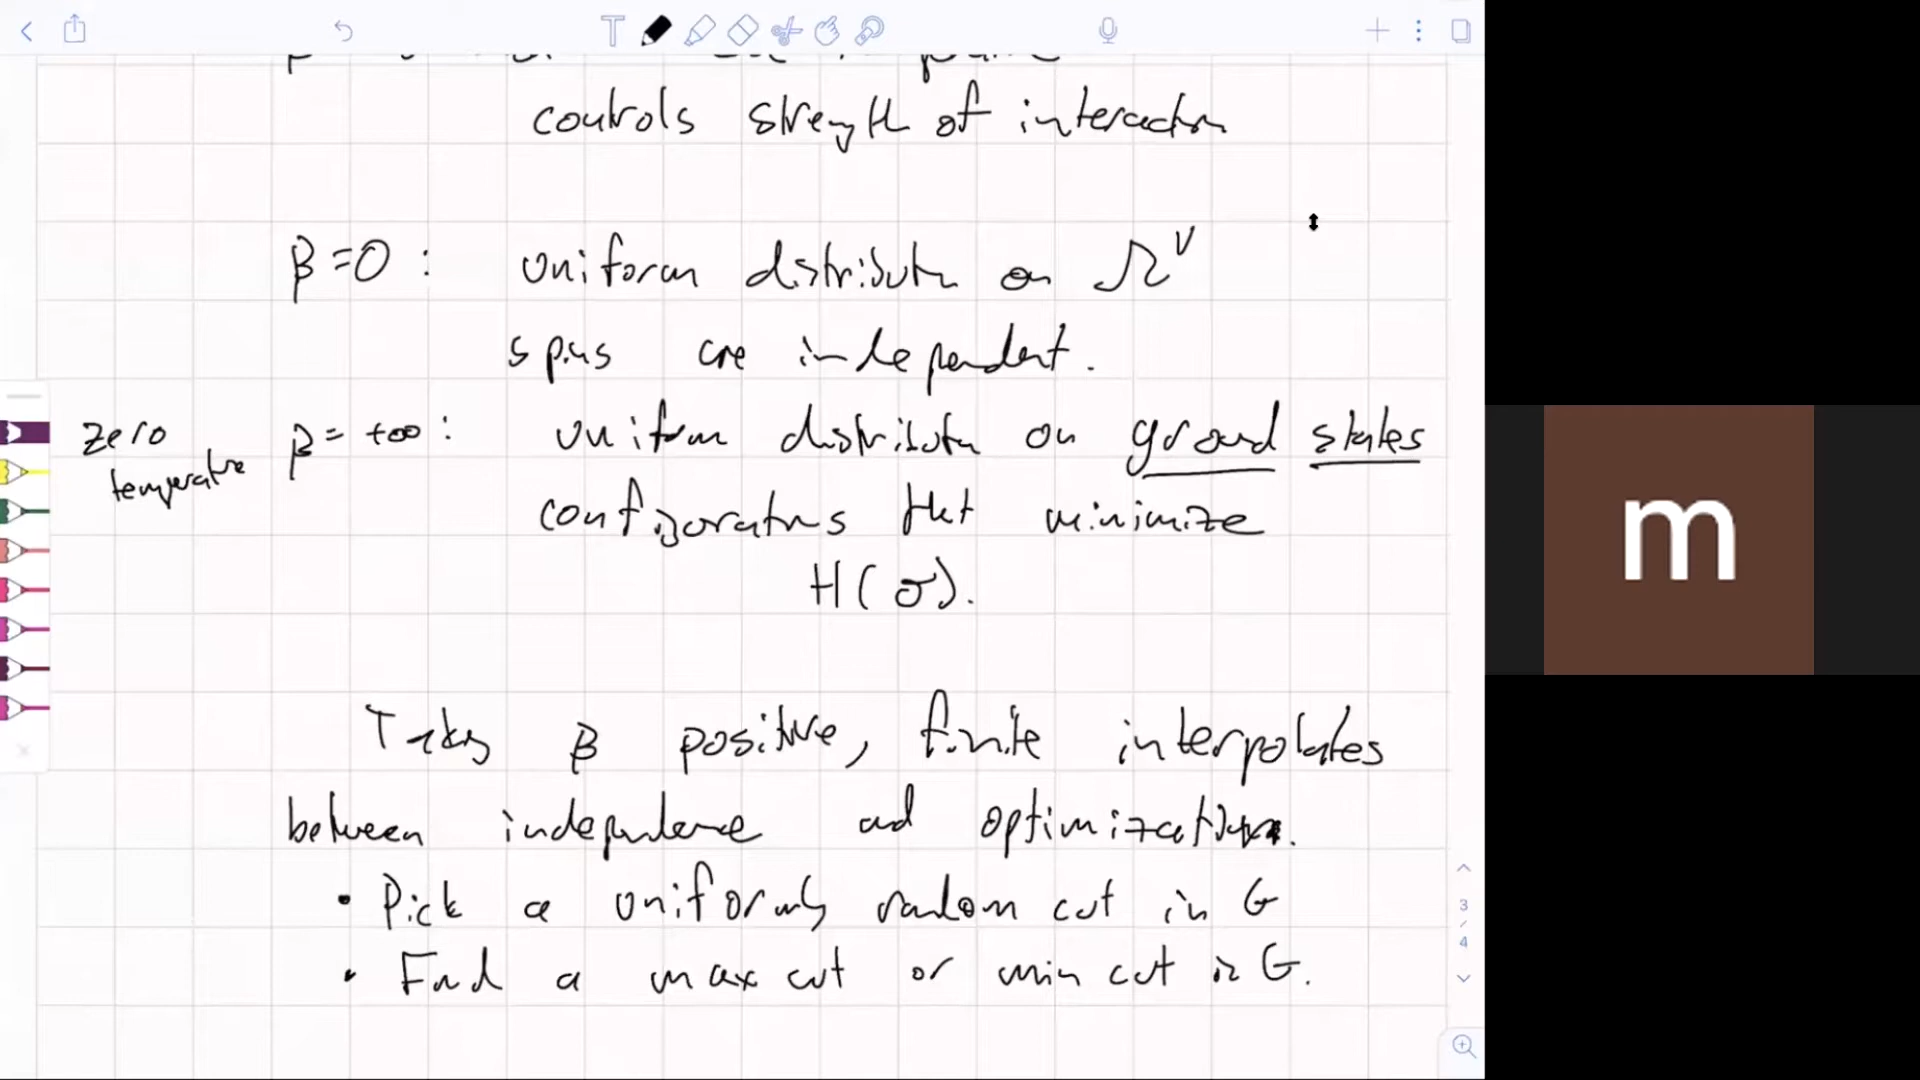 controls strength of interaction
β=0 : uniform distribution on Ω^V
spins are independent.
zero temperature
β = +∞ : uniform distribution on ground states
configurations that minimize
H(σ).
Taking β positive, finite interpolates
between independence and optimization.
• Pick a uniformly random cut in G
• Find a max cut or min cut in G.
3
/
4
m
T